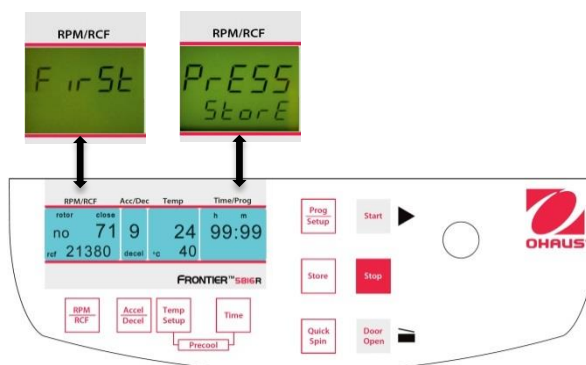 RPM/RCF
RPM/RCF
FirSt
PrESS
StorE
RPM/RCF Acc/Dec Temp Time/Prog
rotor close h m
no 71 9 24 99:99
rcf 21380 decel °C 40
FRONTIER™ 5816R
RPM
RCF
Accel
Decel
Temp
Setup
Time
Precool
Prog
Setup
Start
Store
Stop
Quick
Spin
Door
Open
OHAUS